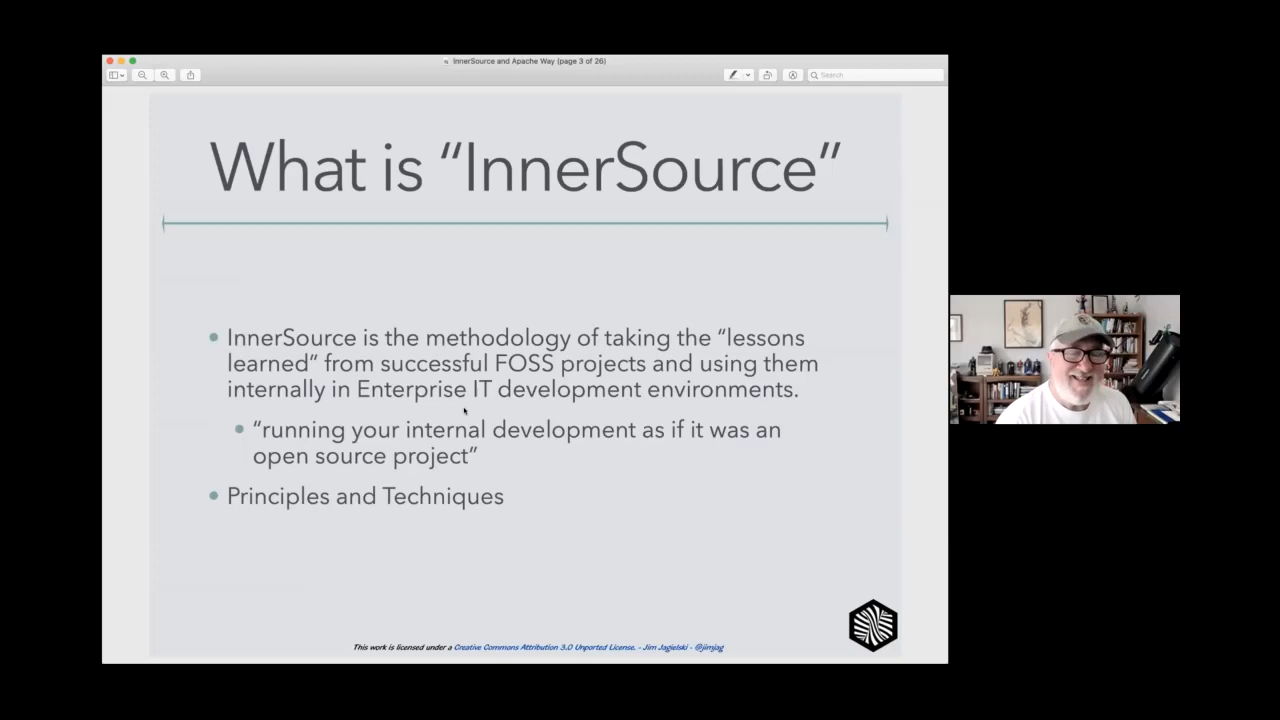 InnerSource and Apache Way (page 3 of 26)
Search
What is “InnerSource”
InnerSource is the methodology of taking the “lessons
learned” from successful FOSS projects and using them
internally in Enterprise IT development environments.
“running your internal development as if it was an
open source project”
Principles and Techniques
This work is licensed under a Creative Commons Attribution 3.0 Unported License. - Jim Jagielski - @jimjag